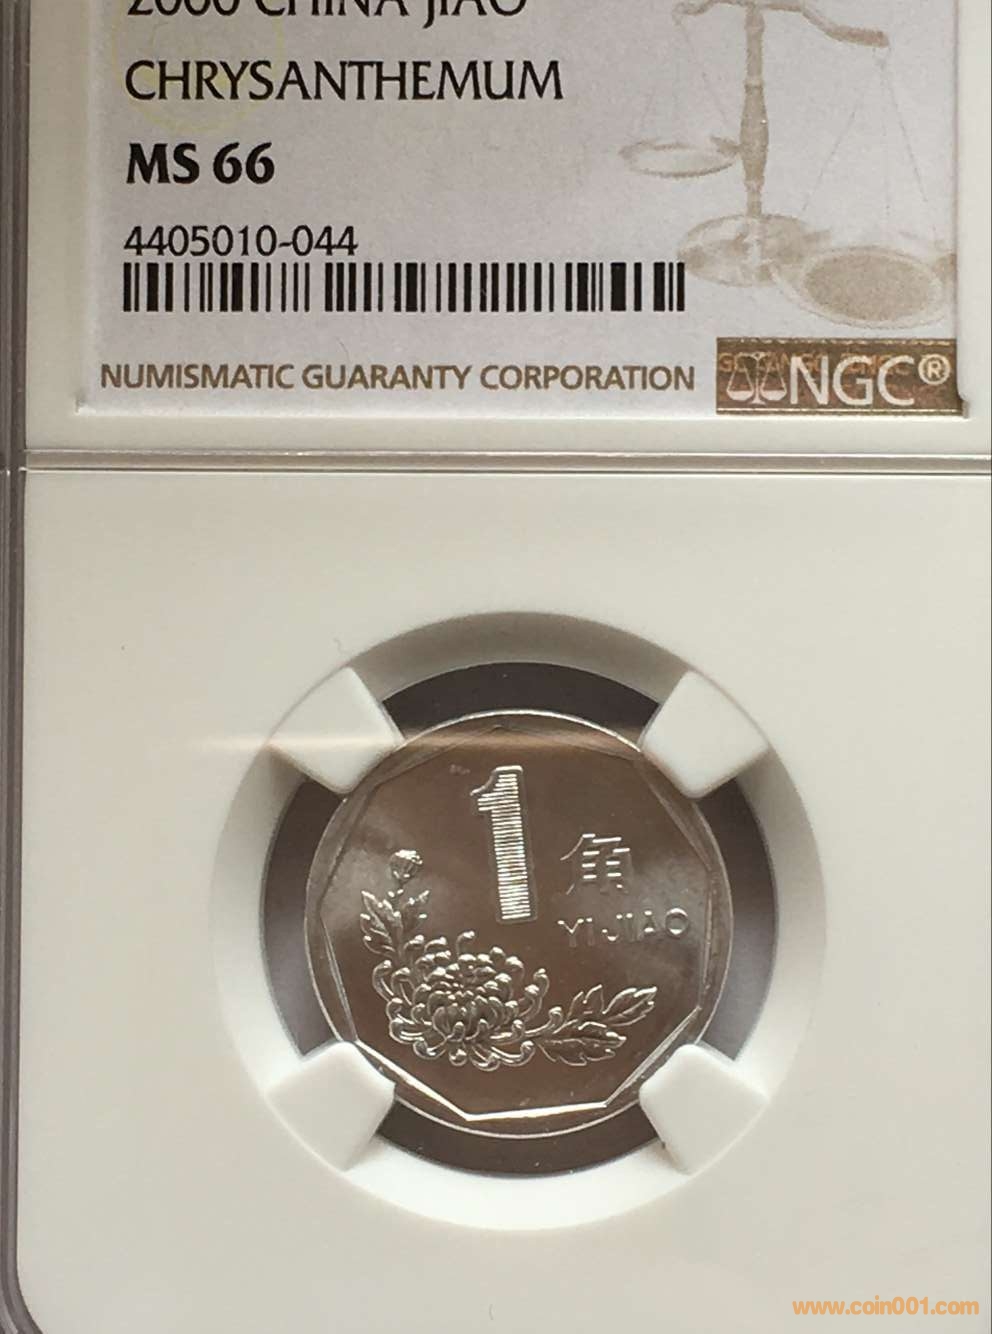 2000 CHINA JIAO
CHRYSANTHEMUM
MS 66
4405010-044
NUMISMATIC GUARANTY CORPORATION
NGC®
1
角
YI JIAO
www.coin001.com